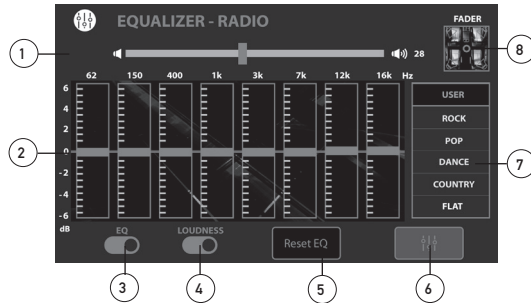 EQUALIZER - RADIO
FADER
8
1
28
62 150 400 1k 3k 7k 12k 16k Hz
6
4
2
0
-2
-4
-6
dB
2
USER
ROCK
POP
DANCE
COUNTRY
FLAT
7
EQ
LOUDNESS
Reset EQ
3
4
5
6